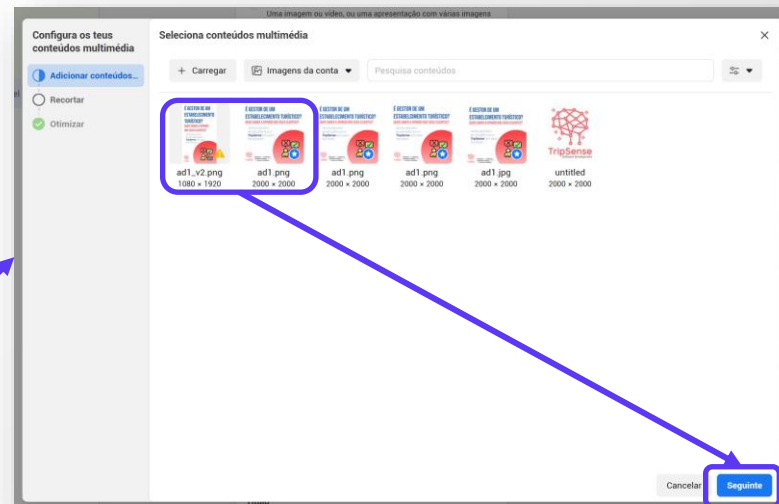 Uma imagem ou vídeo, ou uma apresentação com várias imagens
Configura os teus
conteúdos multimédia
Adicionar conteúdos...
Recortar
Otimizar
Seleciona conteúdos multimédia
+ Carregar
Imagens da conta
Pesquisa conteúdos
É GESTOR DE UM
ESTABELECIMENTO
TURÍSTICO?
ad1_v2.png
1080 × 1920
É GESTOR DE UM
ESTABELECIMENTO TURÍSTICO?
ad1.png
2000 × 2000
É GESTOR DE UM
ESTABELECIMENTO TURÍSTICO?
ad1.png
2000 × 2000
É GESTOR DE UM
ESTABELECIMENTO TURÍSTICO?
ad1.png
2000 × 2000
É GESTOR DE UM
ESTABELECIMENTO TURÍSTICO?
ad1.jpg
2000 × 2000
TripSense
untitled
2000 × 2000
Cancelar
Seguinte